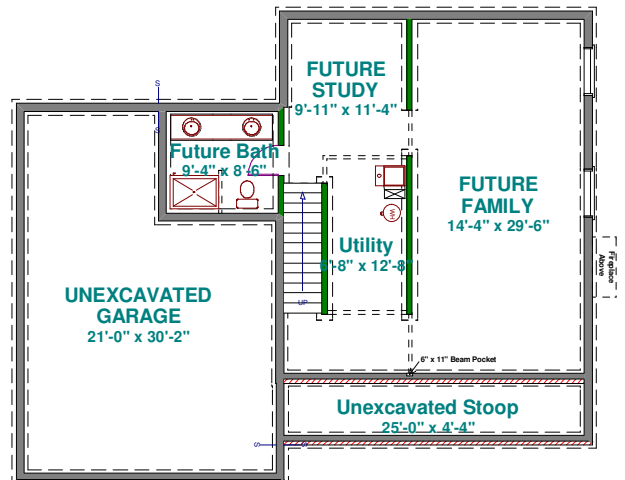 FUTURE
STUDY
9'-11" x 11'-4"
S
S
Future Bath
9'-4" x 8'-6"
FUTURE
FAMILY
14'-4" x 29'-6"
WH
Utility
6'-8" x 12'-8"
Fireplace
Above
UNEXCAVATED
GARAGE
21'-0" x 30'-2"
UP
6" x 11" Beam Pocket
Unexcavated Stoop
25'-0" x 4'-4"
S
S